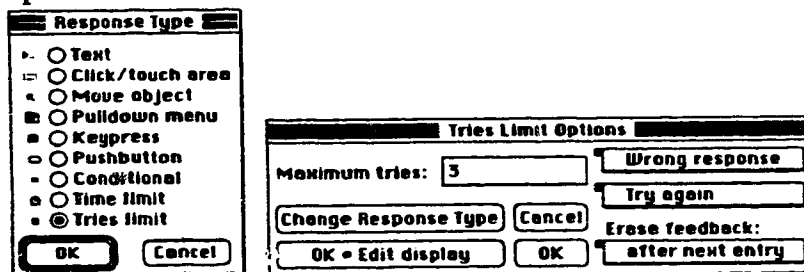 Response Type
Text
Click/touch area
Move object
Pulldown menu
Keypress
Pushbutton
Conditional
Time limit
Tries limit
OK Cancel
Tries Limit Options
Maximum tries: 3
Wrong response
Try again
Change Response Type Cancel
Erase feedback:
OK - Edit display OK
after next entry